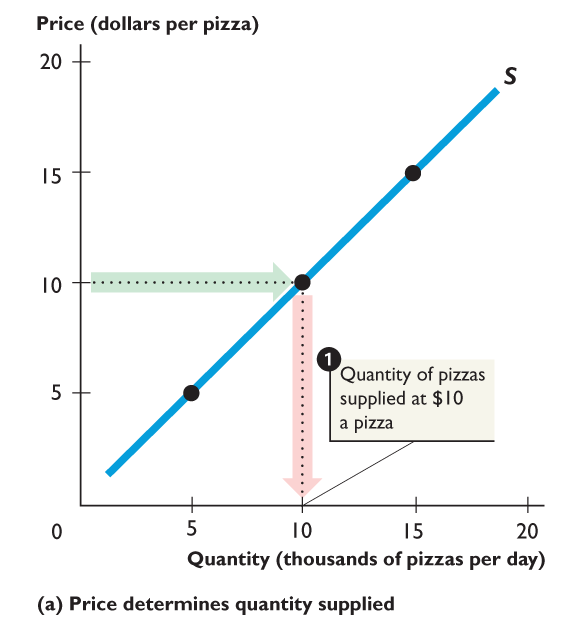 Price (dollars per pizza)
20
S
15
10
1
Quantity of pizzas
supplied at $10
a pizza
5
0
5
10
15
20
Quantity (thousands of pizzas per day)
(a) Price determines quantity supplied